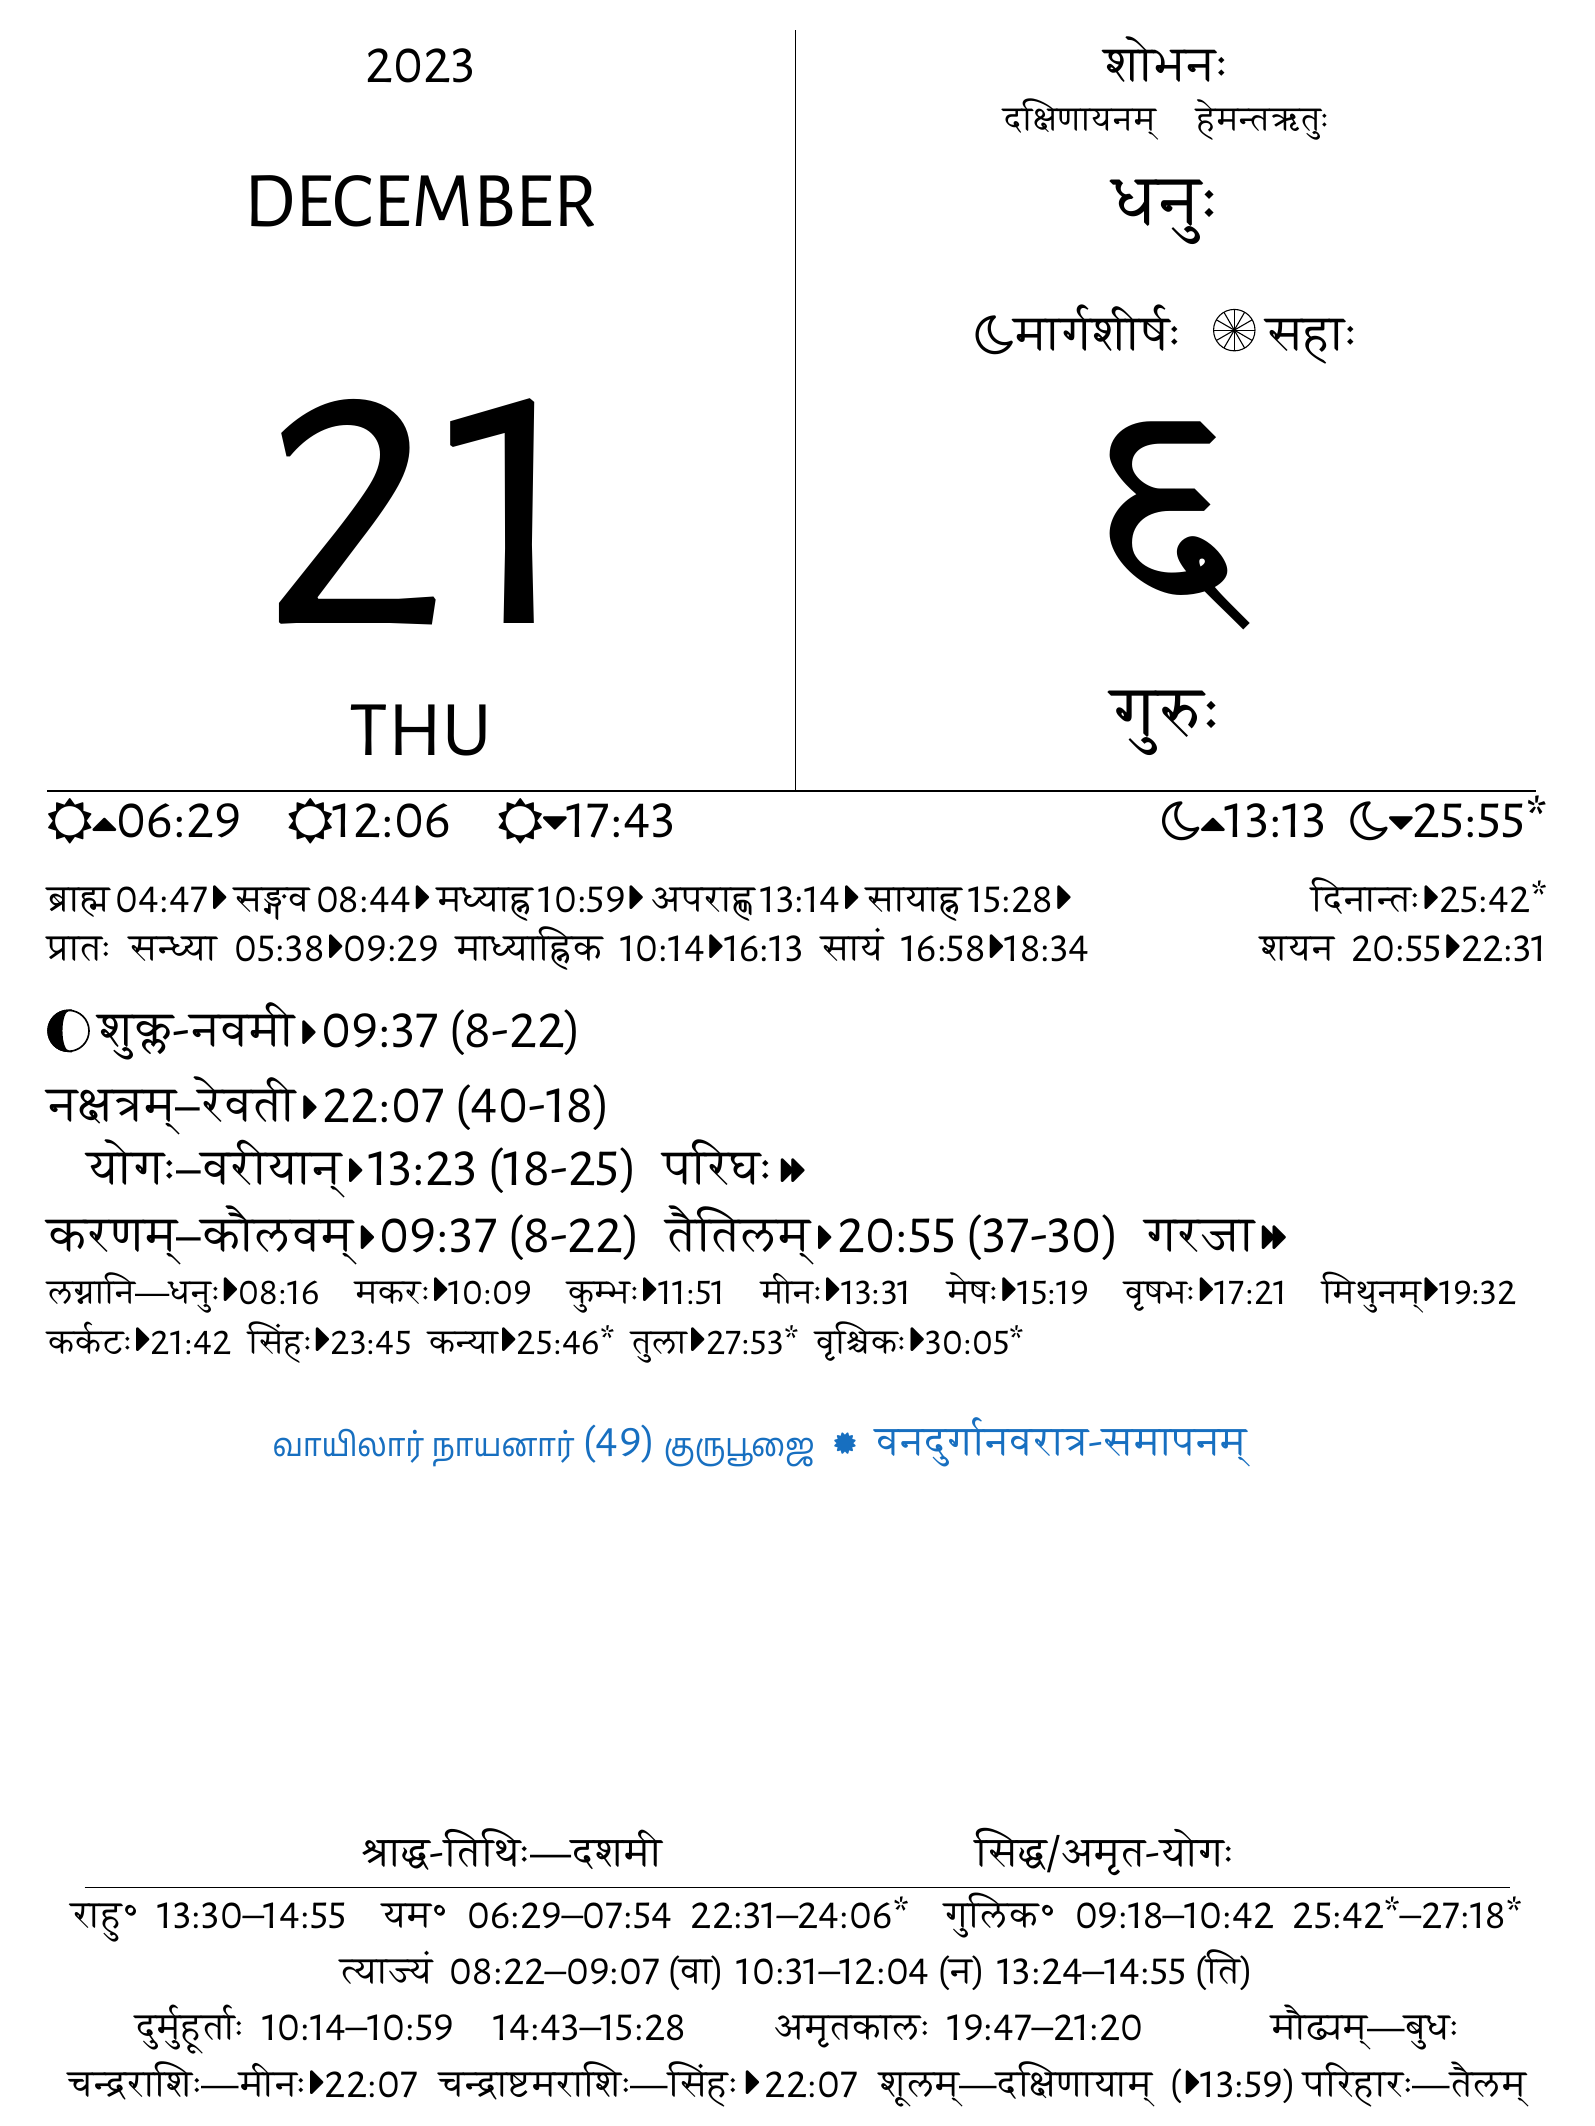 2023
DECEMBER
21
THU
शोभनः
दक्षिणायनम् हेमन्तऋतुः
धनुः
मार्गशीर्षः सहाः
६
गुरुः
06:29 12:06 17:43 13:13 25:55*
ब्राह्म 04:47 सङ्गव 08:44 मध्याह्न 10:59 अपराह्ण 13:14 सायाह्न 15:28 दिनान्तः 25:42*
प्रातः सन्ध्या 05:38 09:29 माध्याह्निक 10:14 16:13 सायं 16:58 18:34 शयन 20:55 22:31
शुक्ल-नवमी 09:37 (8-22)
नक्षत्रम्–रेवती 22:07 (40-18)
योगः–वरीयान् 13:23 (18-25) परिघः
करणम्–कौलवम् 09:37 (8-22) तैतिलम् 20:55 (37-30) गरजा
लग्नानि—धनुः 08:16 मकरः 10:09 कुम्भः 11:51 मीनः 13:31 मेषः 15:19 वृषभः 17:21 मिथुनम् 19:32
कर्कटः 21:42 सिंहः 23:45 कन्या 25:46* तुला 27:53* वृश्चिकः 30:05*
வாயிலார் நாயனார் (49) குருபூஜை ✹ वनदुर्गानवरात्र-समापनम्
श्राद्ध-तिथिः—दशमी सिद्ध/अमृत-योगः
राहु° 13:30–14:55 यम° 06:29–07:54 22:31–24:06* गुलिक° 09:18–10:42 25:42*–27:18*
त्याज्यं 08:22–09:07 (वा) 10:31–12:04 (न) 13:24–14:55 (ति)
दुर्मुहूर्ताः 10:14–10:59 14:43–15:28 अमृतकालः 19:47–21:20 मौढ्यम्—बुधः
चन्द्रराशिः—मीनः 22:07 चन्द्राष्टमराशिः—सिंहः 22:07 शूलम्—दक्षिणायाम् ( 13:59) परिहारः—तैलम्